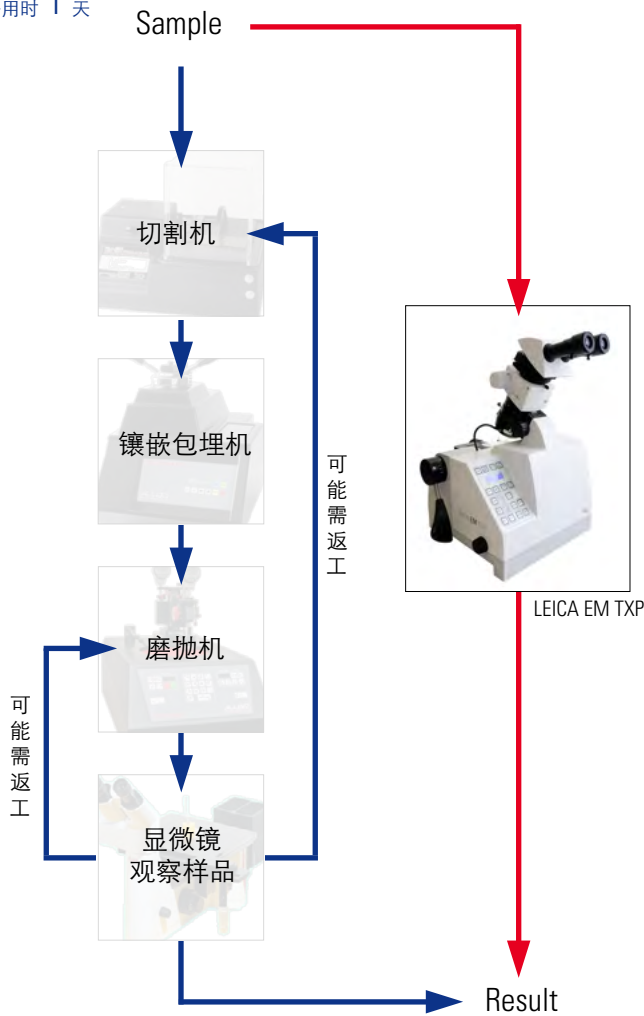 用时 1 天
Sample
切割机
镶嵌包埋机
可能需返工
LEICA EM TXP
磨抛机
可能需返工
显微镜
观察样品
Result